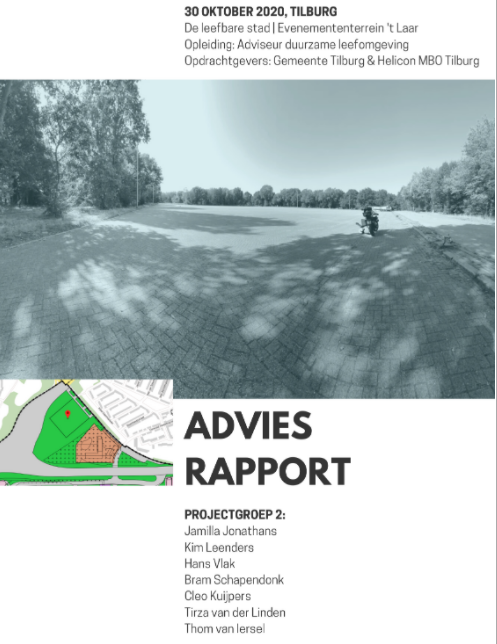 30 OKTOBER 2020, TILBURG
De leefbare stad | Evenemententerrein 't Laar
Opleiding: Adviseur duurzame leefomgeving
Opdrachtgevers: Gemeente Tilburg & Helicon MBO Tilburg
ADVIES
RAPPORT
PROJECTGROEP 2:
Jamilla Jonathans
Kim Leenders
Hans Vlak
Bram Schapendonk
Cleo Kuijpers
Tirza van der Linden
Thom van Iersel